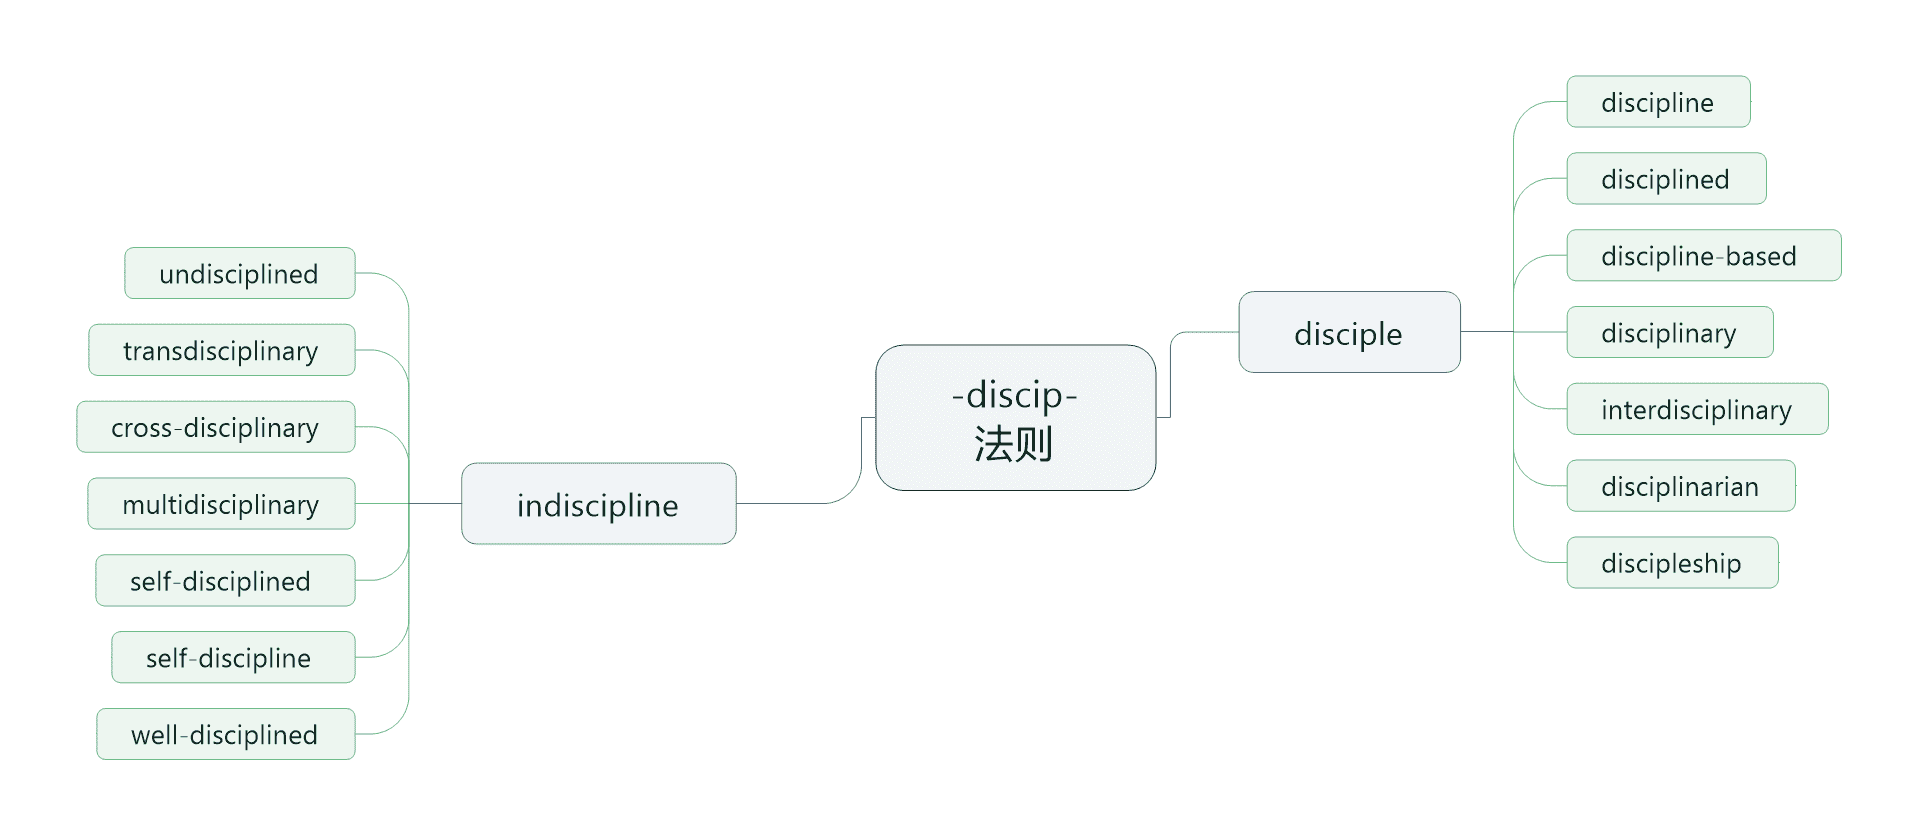 -discip-
法则
disciple
discipline
disciplined
discipline-based
disciplinary
interdisciplinary
disciplinarian
discipleship
indiscipline
undisciplined
transdisciplinary
cross-disciplinary
multidisciplinary
self-disciplined
self-discipline
well-disciplined